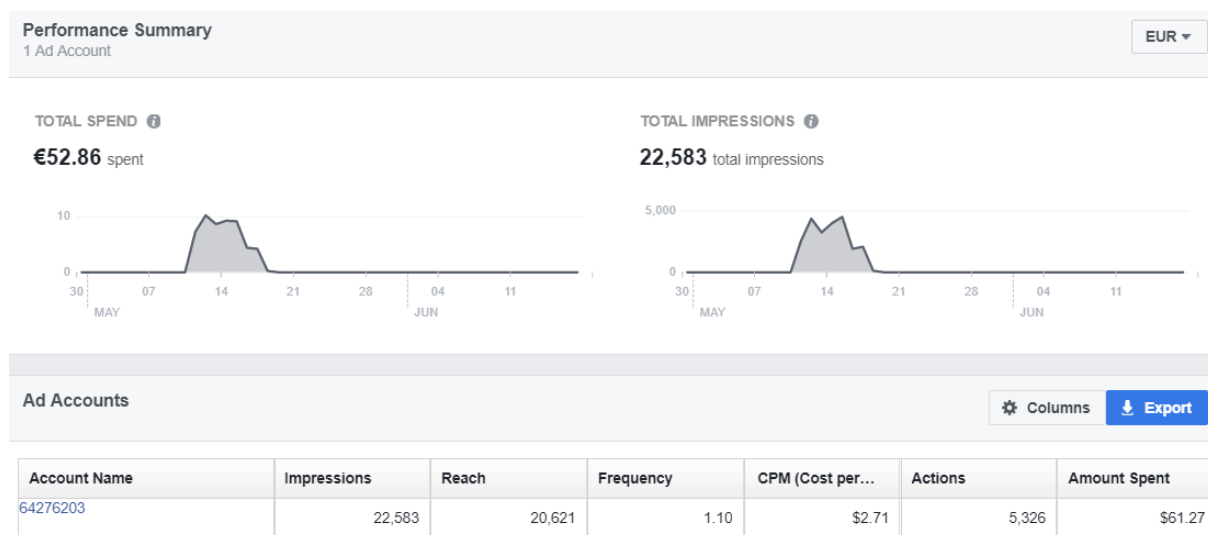 Performance Summary
1 Ad Account
EUR
TOTAL SPEND
€52.86 spent
10
0
30 07 14 21 28 04 11
MAY JUN
TOTAL IMPRESSIONS
22,583 total impressions
5,000
0
30 07 14 21 28 04 11
MAY JUN
Ad Accounts
Columns Export
Account Name Impressions Reach Frequency CPM (Cost per... Actions Amount Spent
64276203 22,583 20,621 1.10 $2.71 5,326 $61.27